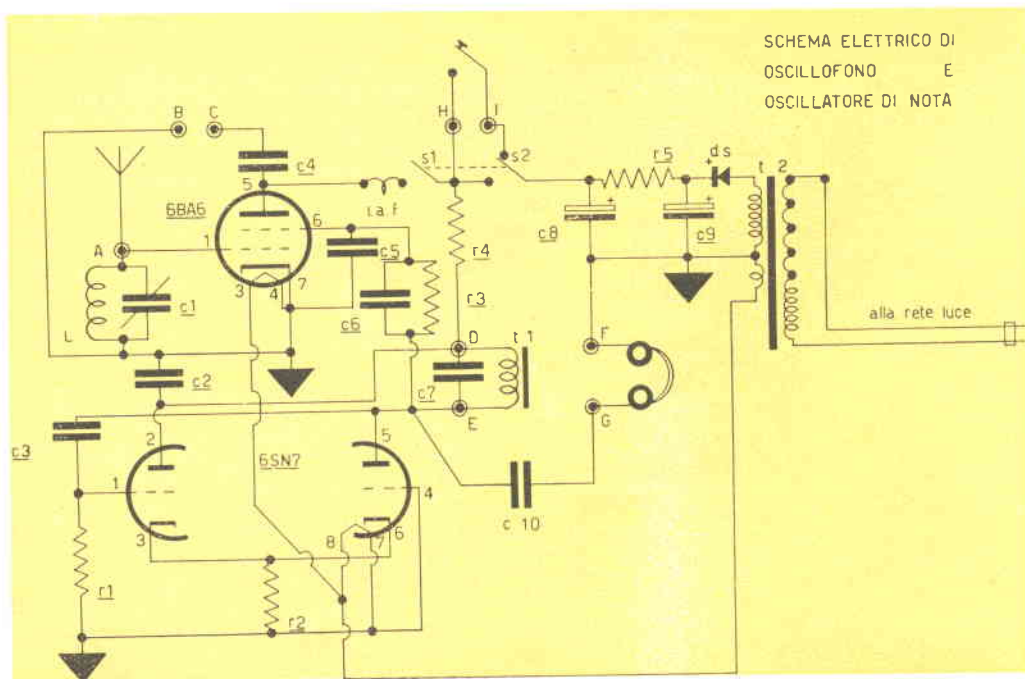 SCHEMA ELETTRICO DI
OSCILLOFONO E
OSCILLATORE DI NOTA
H I
B C
s1 s2 r5 ds t 2
c4
5
6BA6 i.a.f.
6
A 1 c5 r4 c8 c9
3 4 7
c1 r3
L c6
alla rete luce
D t 1 F
c2 c7
E G
c3 2 5
6SN7
1 4
3 8 7 6 c 10
r1 r2